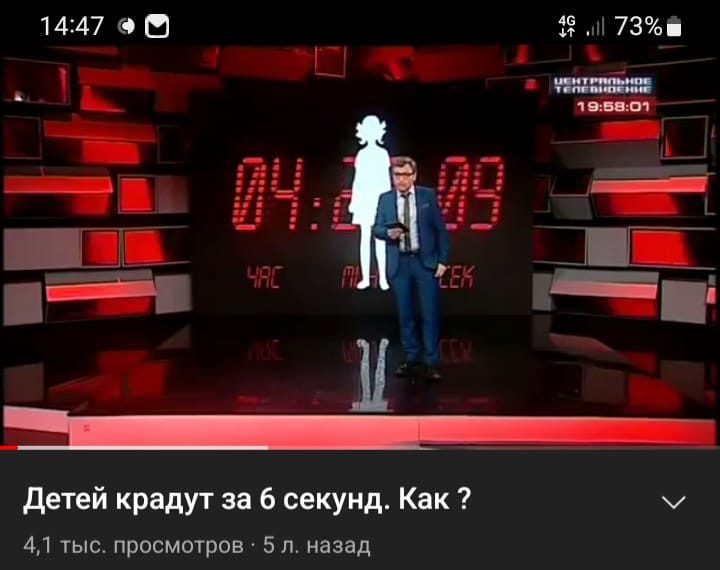 14:47 4G 73%
ЦЕНТРАЛЬНОЕ
ТЕЛЕВИДЕНИЕ
19:58:01
04: 09
ЧАС СЕК
Детей крадут за 6 секунд. Как ?
4,1 тыс. просмотров · 5 л. назад